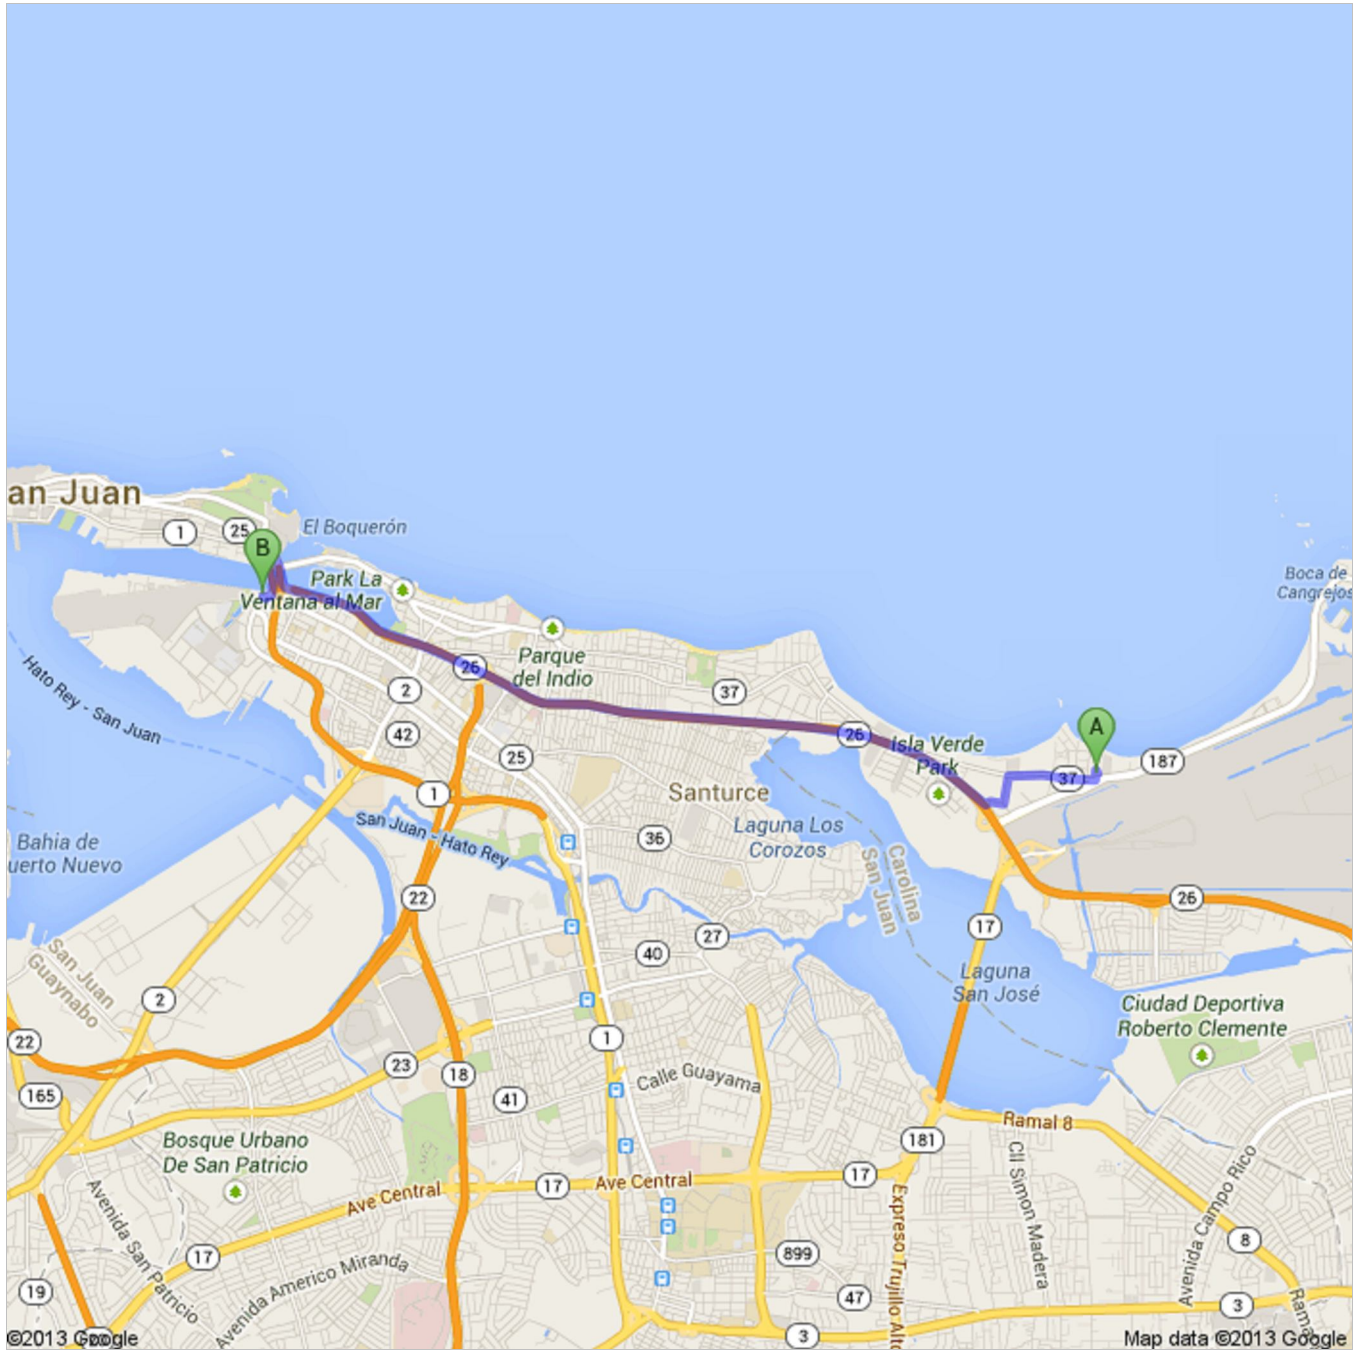 an Juan
1
25
El Boquerón
B
Park La
Ventana al Mar
Boca de
Cangrejos
Parque
del Indio
26
2
37
42
25
Hato Rey - San Juan
26
Isla Verde
Park
A
187
37
1
Santurce
San Juan - Hato Rey
36
Laguna Los
Corozos
Bahia de
uerto Nuevo
Carolina
San Juan
22
26
17
27
40
San Juan
Guaynabo
Laguna
San José
2
Ciudad Deportiva
Roberto Clemente
22
1
23
18
Calle Guayama
165
41
Ramal 8
Bosque Urbano
De San Patricio
181
17
Ave Central
17
Ave Central
Cll Simon Madera
Avenida Campo Rico
Avenida San Patricio
Expreso Trujillo Alto
17
8
899
Avenida Americo Miranda
19
47
3
Rama
3
©2013 Google
Map data ©2013 Google